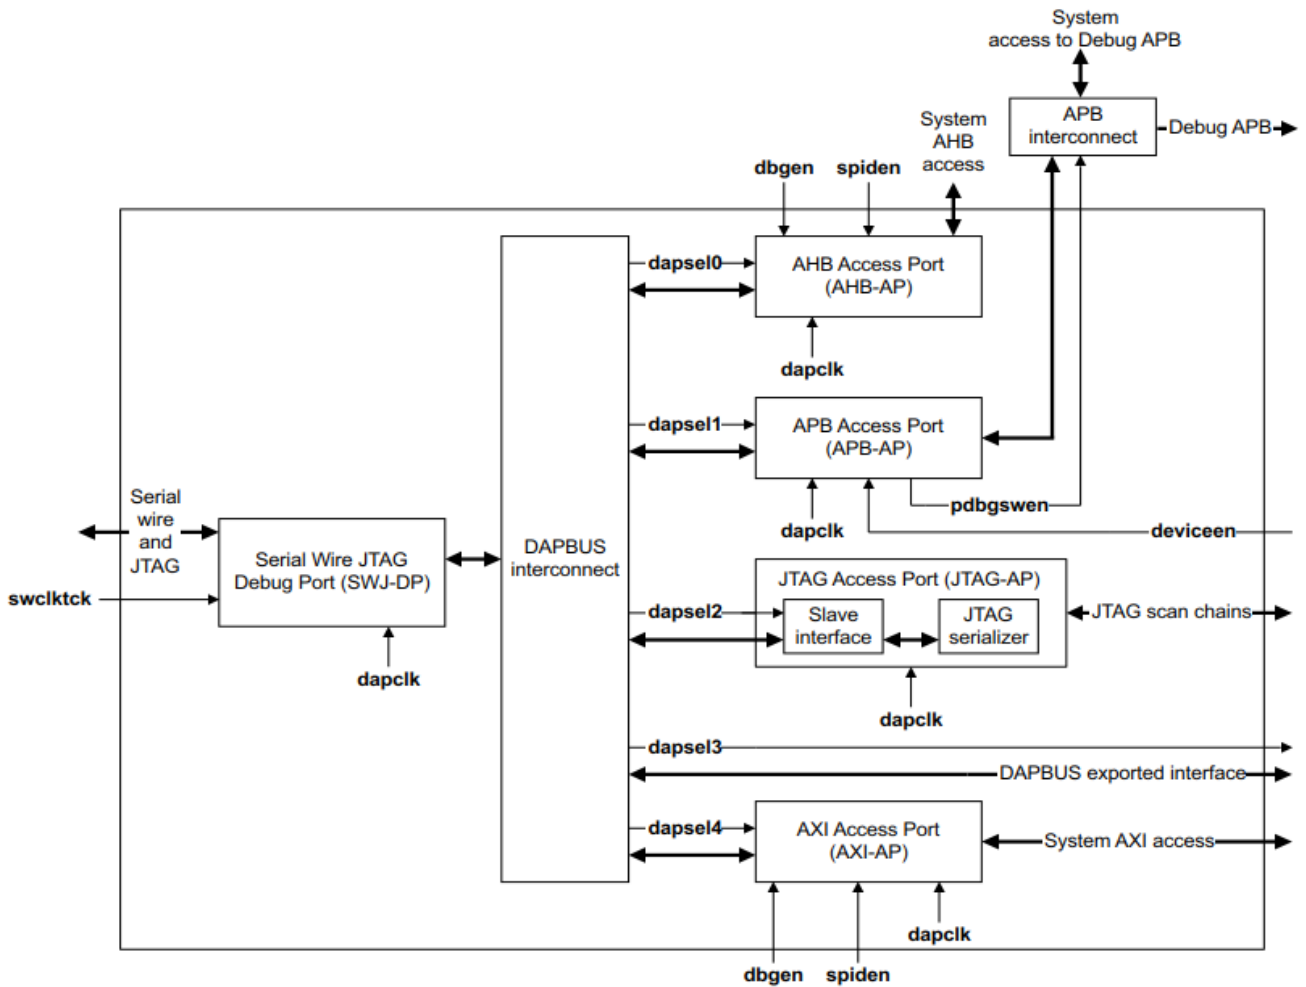 System
access to Debug APB
APB
interconnect
Debug APB
System
AHB
access
dbgen
spiden
dapsel0
AHB Access Port
(AHB-AP)
dapclk
dapsel1
APB Access Port
(APB-AP)
dapclk
pdbgswen
deviceen
Serial
wire
and
JTAG
Serial Wire JTAG
Debug Port (SWJ-DP)
swclktck
dapclk
DAPBUS
interconnect
JTAG Access Port (JTAG-AP)
dapsel2
Slave
interface
JTAG
serializer
JTAG scan chains
dapclk
dapsel3
DAPBUS exported interface
dapsel4
AXI Access Port
(AXI-AP)
System AXI access
dapclk
dbgen
spiden